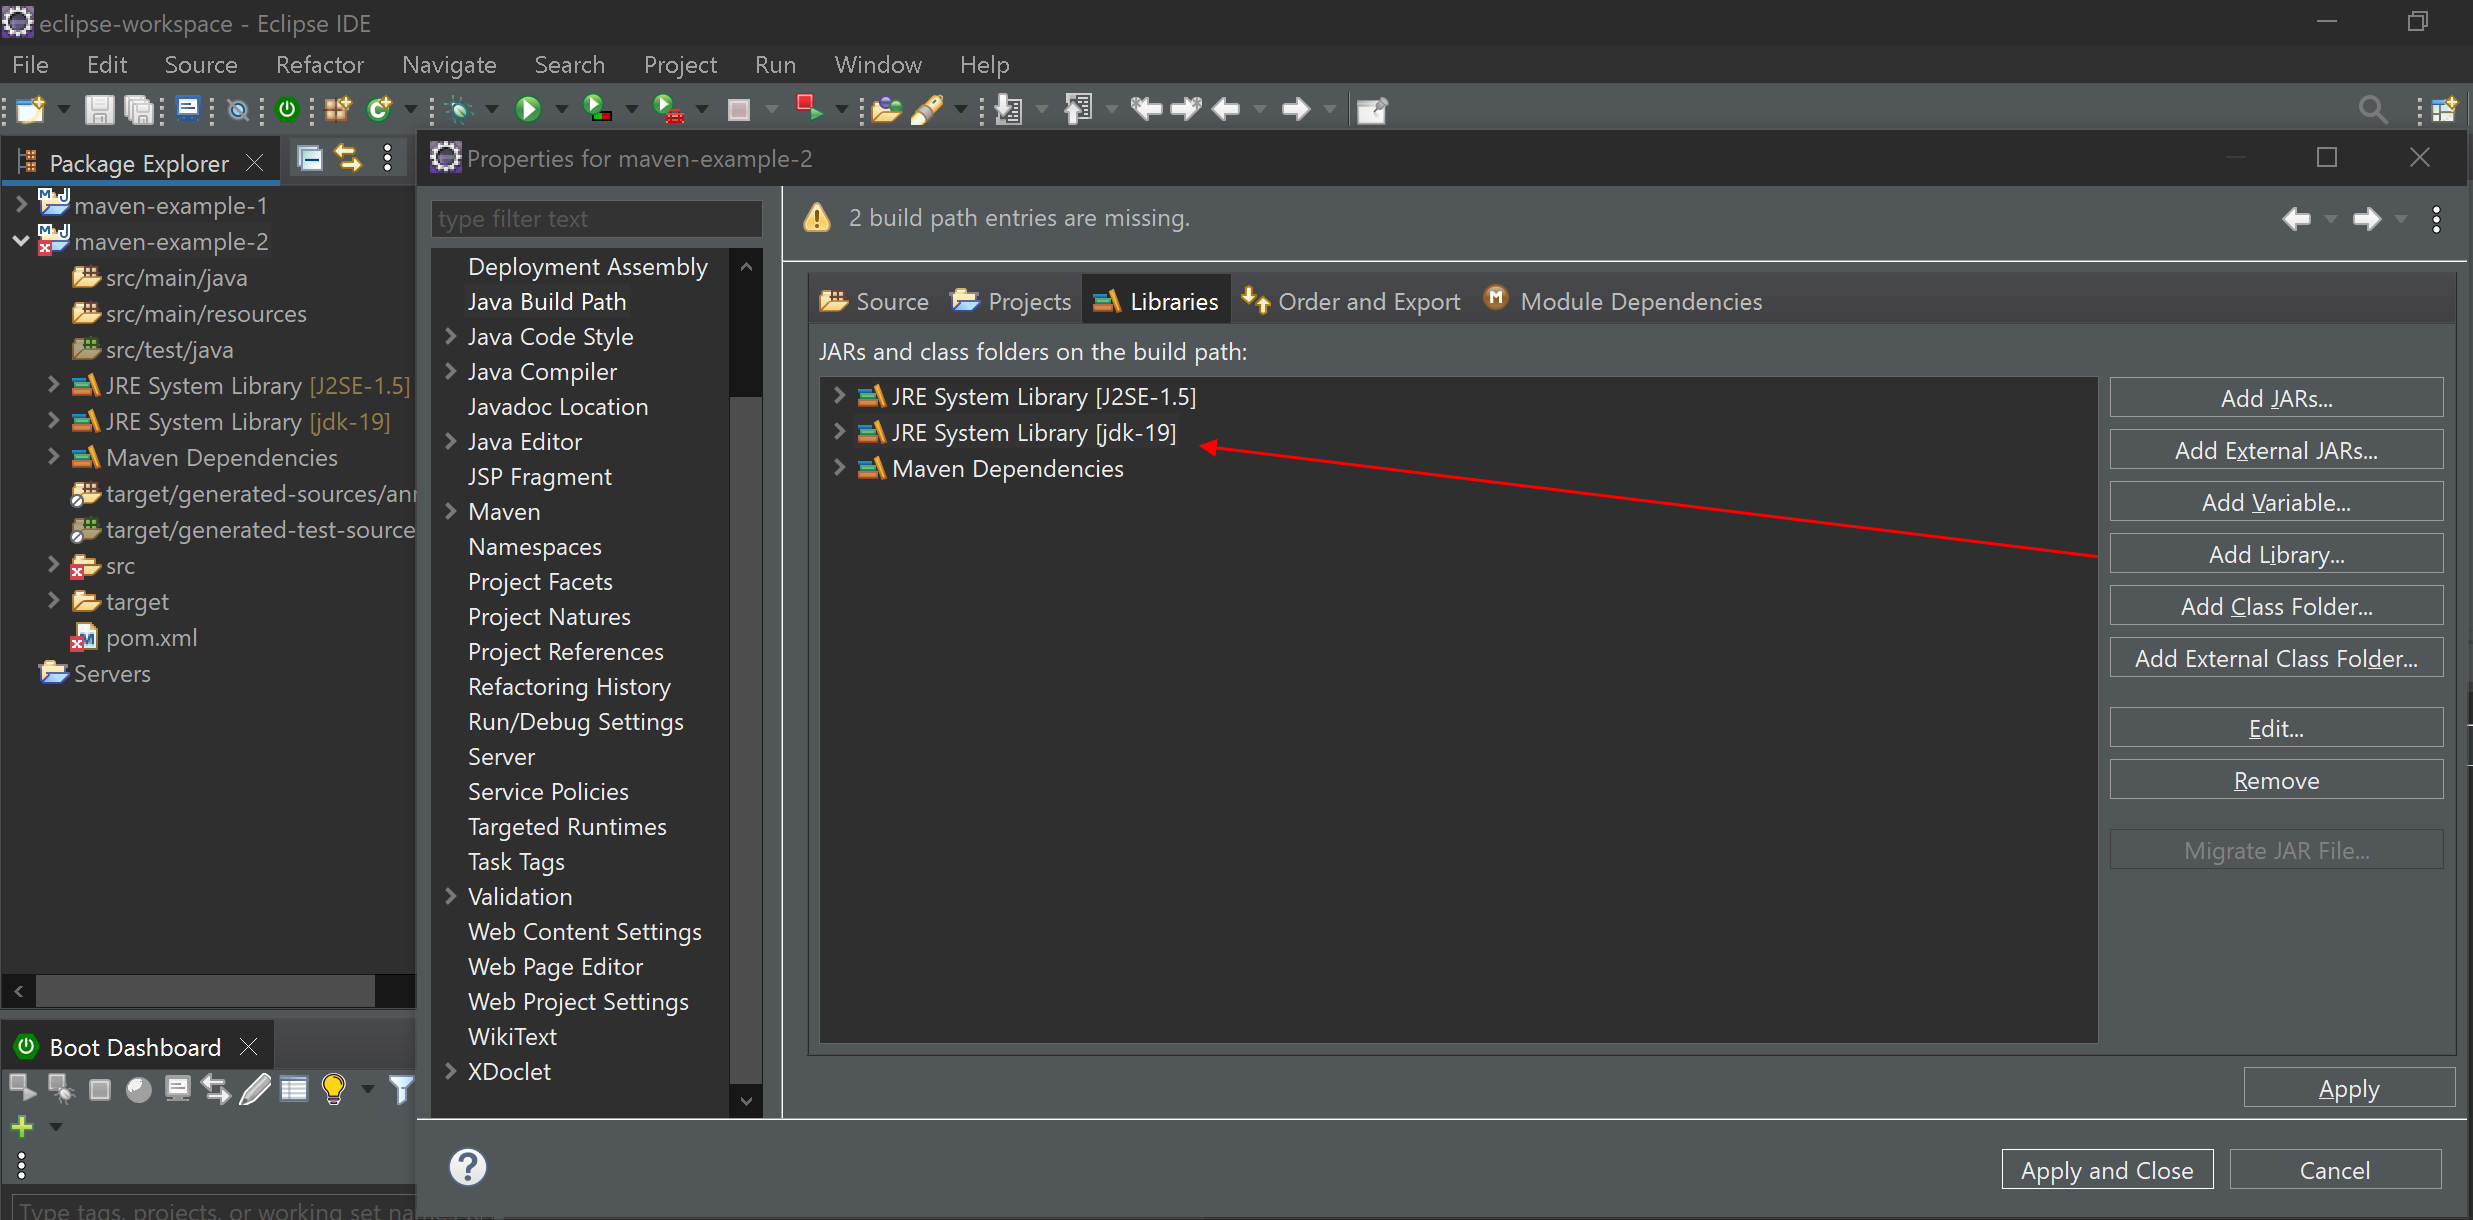 eclipse-workspace - Eclipse IDE
File Edit Source Refactor Navigate Search Project Run Window Help
Package Explorer
maven-example-1
maven-example-2
src/main/java
src/main/resources
src/test/java
JRE System Library [J2SE-1.5]
JRE System Library [jdk-19]
Maven Dependencies
target/generated-sources/ann
target/generated-test-source
src
target
pom.xml
Servers
Boot Dashboard
Type tags, projects, or working set
Properties for maven-example-2
type filter text
Deployment Assembly
Java Build Path
Java Code Style
Java Compiler
Javadoc Location
Java Editor
JSP Fragment
Maven
Namespaces
Project Facets
Project Natures
Project References
Refactoring History
Run/Debug Settings
Server
Service Policies
Targeted Runtimes
Task Tags
Validation
Web Content Settings
Web Page Editor
Web Project Settings
WikiText
XDoclet
2 build path entries are missing.
Source Projects Libraries Order and Export Module Dependencies
JARs and class folders on the build path:
JRE System Library [J2SE-1.5]
JRE System Library [jdk-19]
Maven Dependencies
Add JARs...
Add External JARs...
Add Variable...
Add Library...
Add Class Folder...
Add External Class Folder...
Edit...
Remove
Migrate JAR File...
Apply
Apply and Close Cancel